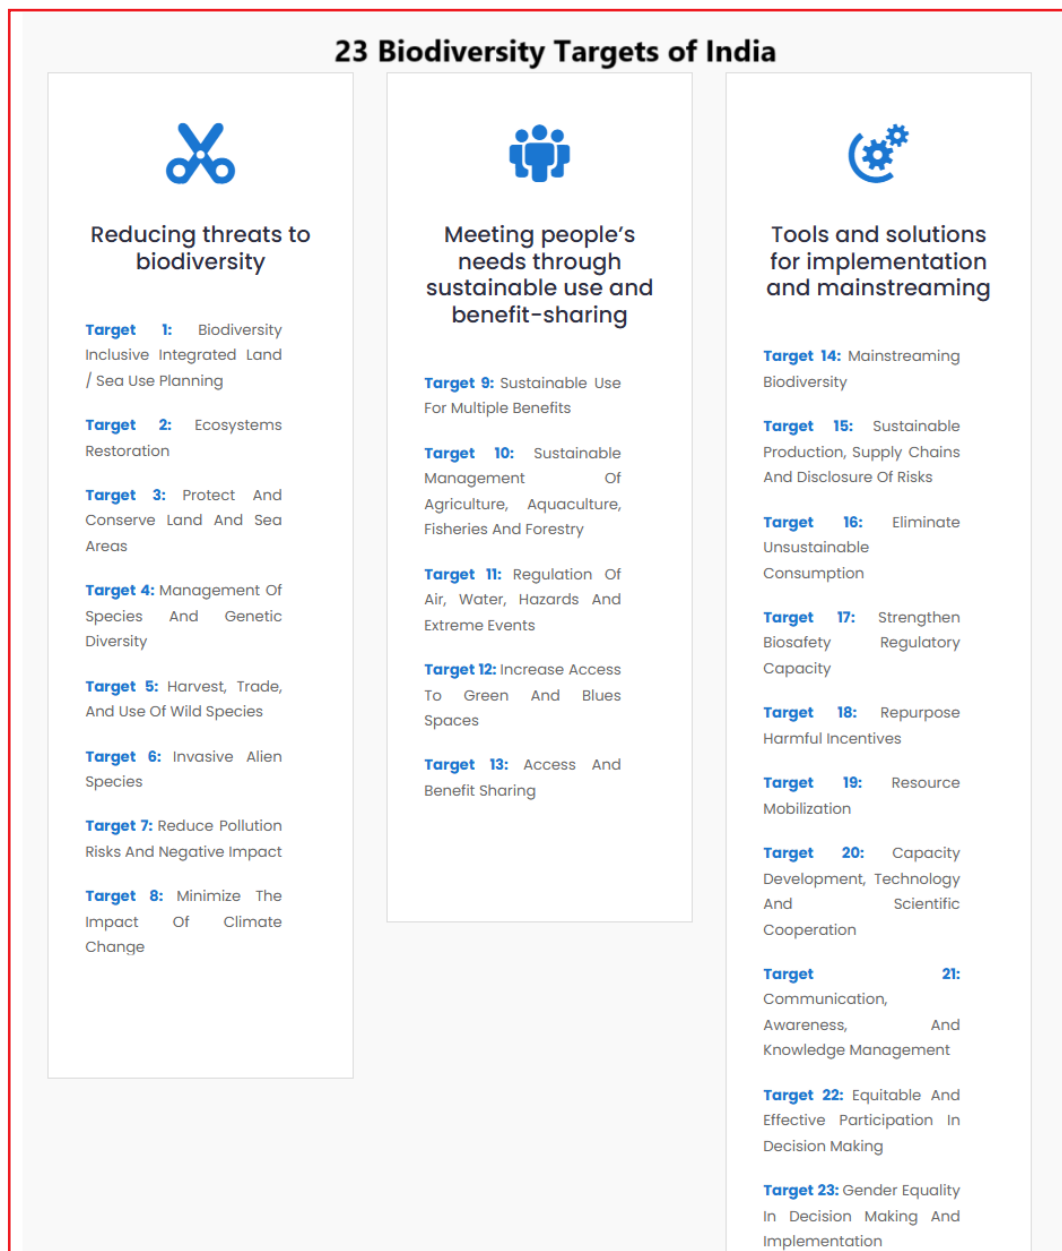 23 Biodiversity Targets of India
Reducing threats to
biodiversity
Target 1: Biodiversity
Inclusive Integrated Land
/ Sea Use Planning
Target 2: Ecosystems
Restoration
Target 3: Protect And
Conserve Land And Sea
Areas
Target 4: Management Of
Species And Genetic
Diversity
Target 5: Harvest, Trade,
And Use Of Wild Species
Target 6: Invasive Alien
Species
Target 7: Reduce Pollution
Risks And Negative Impact
Target 8: Minimize The
Impact Of Climate
Change
Meeting people's
needs through
sustainable use and
benefit-sharing
Target 9: Sustainable Use
For Multiple Benefits
Target 10: Sustainable
Management Of
Agriculture, Aquaculture,
Fisheries And Forestry
Target 11: Regulation Of
Air, Water, Hazards And
Extreme Events
Target 12: Increase Access
To Green And Blues
Spaces
Target 13: Access And
Benefit Sharing
Tools and solutions
for implementation
and mainstreaming
Target 14: Mainstreaming
Biodiversity
Target 15: Sustainable
Production, Supply Chains
And Disclosure Of Risks
Target 16: Eliminate
Unsustainable
Consumption
Target 17: Strengthen
Biosafety Regulatory
Capacity
Target 18: Repurpose
Harmful Incentives
Target 19: Resource
Mobilization
Target 20: Capacity
Development, Technology
And Scientific
Cooperation
Target 21:
Communication,
Awareness, And
Knowledge Management
Target 22: Equitable And
Effective Participation In
Decision Making
Target 23: Gender Equality
In Decision Making And
Implementation